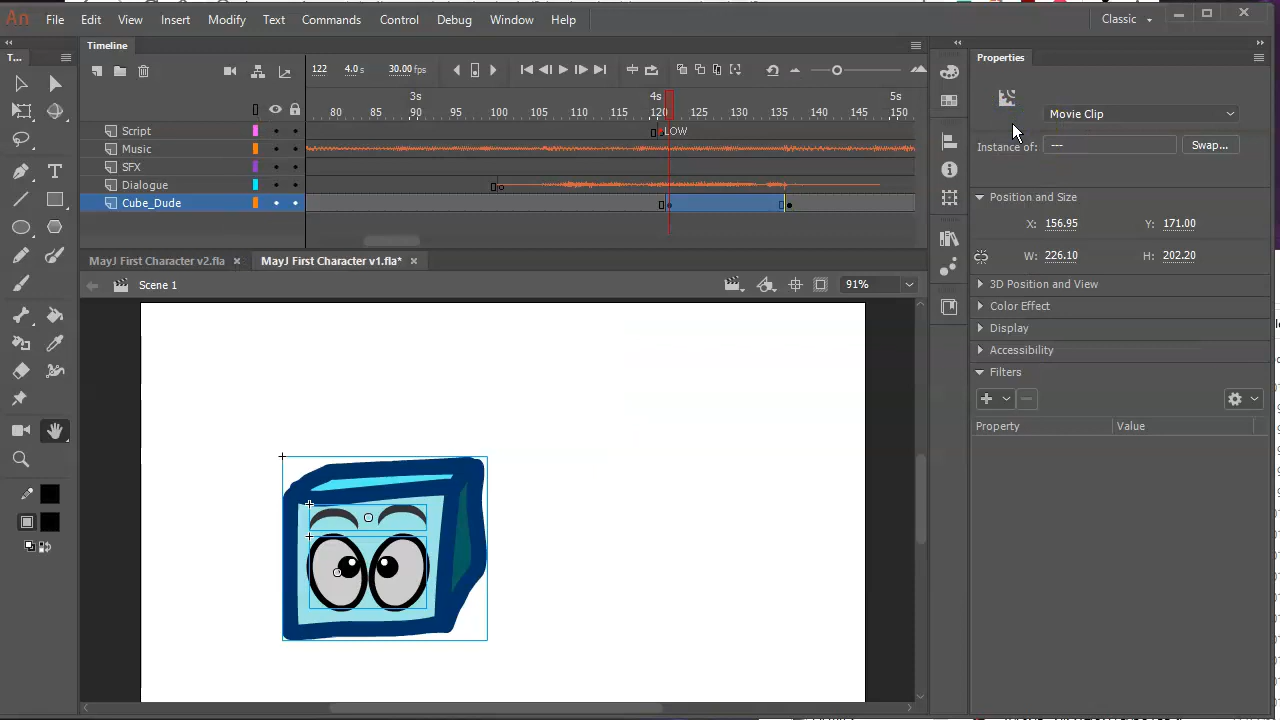 An File Edit View Insert Modify Text Commands Control Debug Window Help Classic
T... Timeline Properties
122 4.0 s 30.00 fps
3s 4s 5s
80 85 90 95 100 105 110 115 120 125 130 135 140 145 150
Movie Clip
Script LOW
Instance of: --- Swap...
Music
SFX
Dialogue
Cube_Dude
Position and Size
X: 156.95 Y: 171.00
W: 226.10 H: 202.20
MayJ First Character v2.fla × MayJ First Character v1.fla* ×
Scene 1 91%
3D Position and View
Color Effect
Display
Accessibility
Filters
Property Value